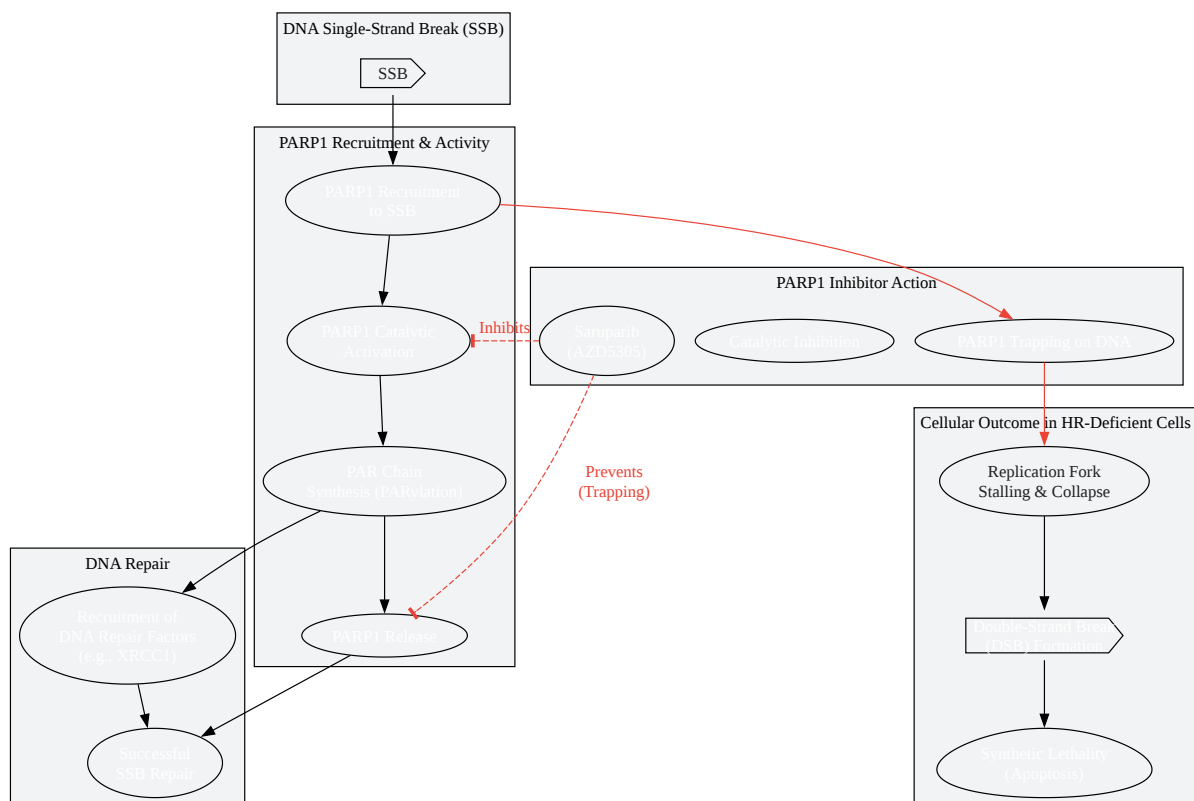 DNA Single-Strand Break (SSB)
SSB
PARP1 Recruitment & Activity
PARP1 Recruitment
to SSB
PARP1 Inhibitor Action
PARP1 Catalytic
Activation
Inhibits
Saruparib
(AZD5305)
Catalytic Inhibition
PARP1 Trapping on DNA
Cellular Outcome in HR-Deficient Cells
PAR Chain
Synthesis (PARylation)
Prevents
(Trapping)
Replication Fork
Stalling & Collapse
DNA Repair
Recruitment of
DNA Repair Factors
(e.g., XRCC1)
PARP1 Release
Double-Strand Break
(DSB) Formation
Successful
SSB Repair
Synthetic Lethality
(Apoptosis)